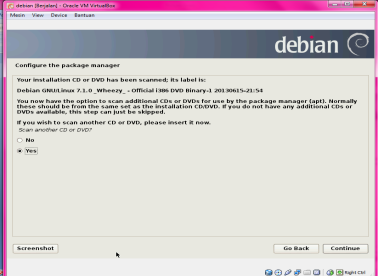 debian [Berjalan] - Oracle VM VirtualBox
Mesin View Device Bantuan
debian
Configure the package manager
Your installation CD or DVD has been scanned; its label is:
Debian GNU/Linux 7.1.0 _Wheezy_ - Official i386 DVD Binary-1 20130615-21:54
You now have the option to scan additional CDs or DVDs for use by the package manager (apt). Normally
these should be from the same set as the installation CD/DVD. If you do not have any additional CDs or
DVDs available, this step can just be skipped.
If you wish to scan another CD or DVD, please insert it now.
Scan another CD or DVD?
No
Yes
Screenshot
Go Back
Continue
Right Ctrl